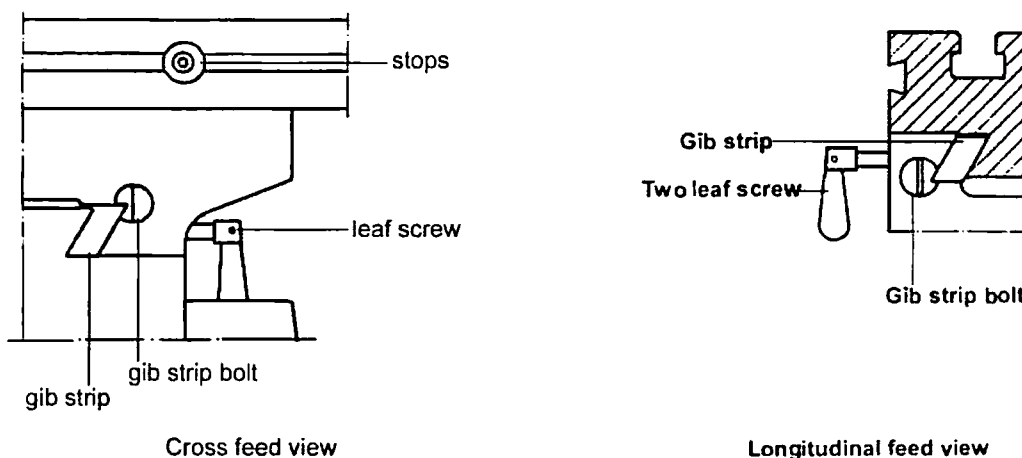 stops
leaf screw
gib strip bolt
gib strip
Cross feed view
Gib strip
Two leaf screw
Gib strip bolt
Longitudinal feed view